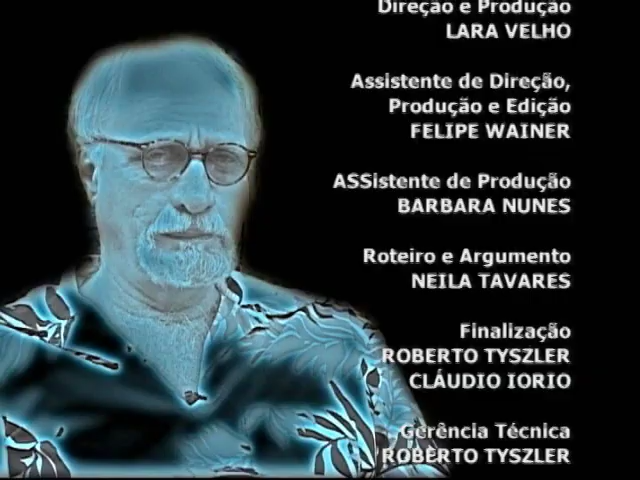 Direção e Produção
LARA VELHO
Assistente de Direção,
Produção e Edição
FELIPE WAINER
ASSistente de Produção
BARBARA NUNES
Roteiro e Argumento
NEILA TAVARES
Finalização
ROBERTO TYSZLER
CLÁUDIO IORIO
Gerência Técnica
ROBERTO TYSZLER